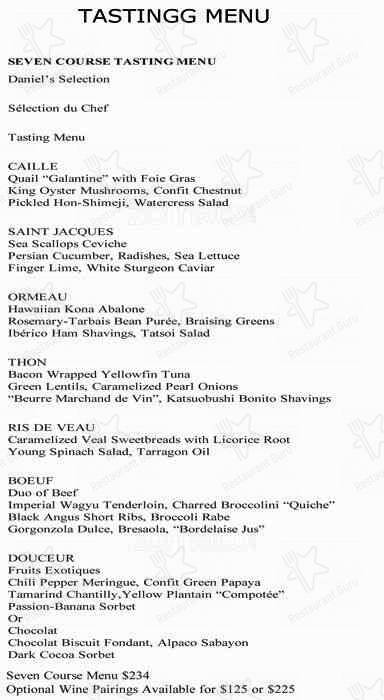 TASTINGG MENU
SEVEN COURSE TASTING MENU
Daniel's Selection
Sélection du Chef
Tasting Menu
CAILLE
Quail “Galantine” with Foie Gras
King Oyster Mushrooms, Confit Chestnut
Pickled Hon-Shimeji, Watercress Salad
SAINT JACQUES
Sea Scallops Ceviche
Persian Cucumber, Radishes, Sea Lettuce
Finger Lime, White Sturgeon Caviar
ORMEAU
Hawaiian Kona Abalone
Rosemary-Tarbais Bean Purée, Braising Greens
Ibérico Ham Shavings, Tatsoi Salad
THON
Bacon Wrapped Yellowfin Tuna
Green Lentils, Caramelized Pearl Onions
“Beurre Marchand de Vin”, Katsuobushi Bonito Shavings
RIS DE VEAU
Caramelized Veal Sweetbreads with Licorice Root
Young Spinach Salad, Tarragon Oil
BOEUF
Duo of Beef
Imperial Wagyu Tenderloin, Charred Broccolini “Quiche”
Black Angus Short Ribs, Broccoli Rabe
Gorgonzola Dulce, Bresaola, “Bordelaise Jus”
DOUCEUR
Fruits Exotiques
Chili Pepper Meringue, Confit Green Papaya
Tamarind Chantilly,Yellow Plantain “Compotée”
Passion-Banana Sorbet
Or
Chocolat
Chocolat Biscuit Fondant, Alpaco Sabayon
Dark Cocoa Sorbet
Seven Course Menu $234
Optional Wine Pairings Available for $125 or $225